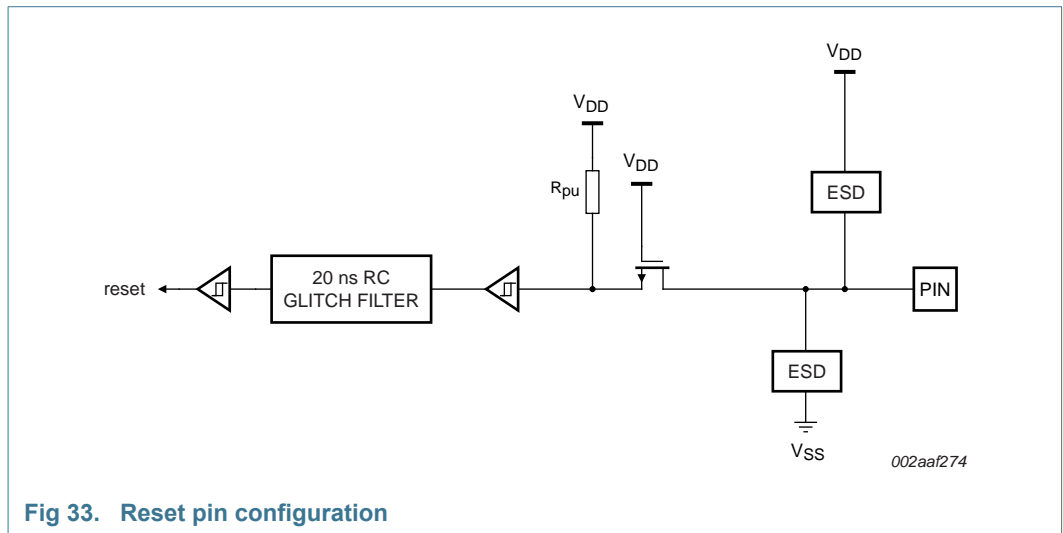 VDD
VDD
VDD
Rpu
ESD
reset
20 ns RC
GLITCH FILTER
PIN
ESD
VSS
002aaf274
Fig 33. Reset pin configuration